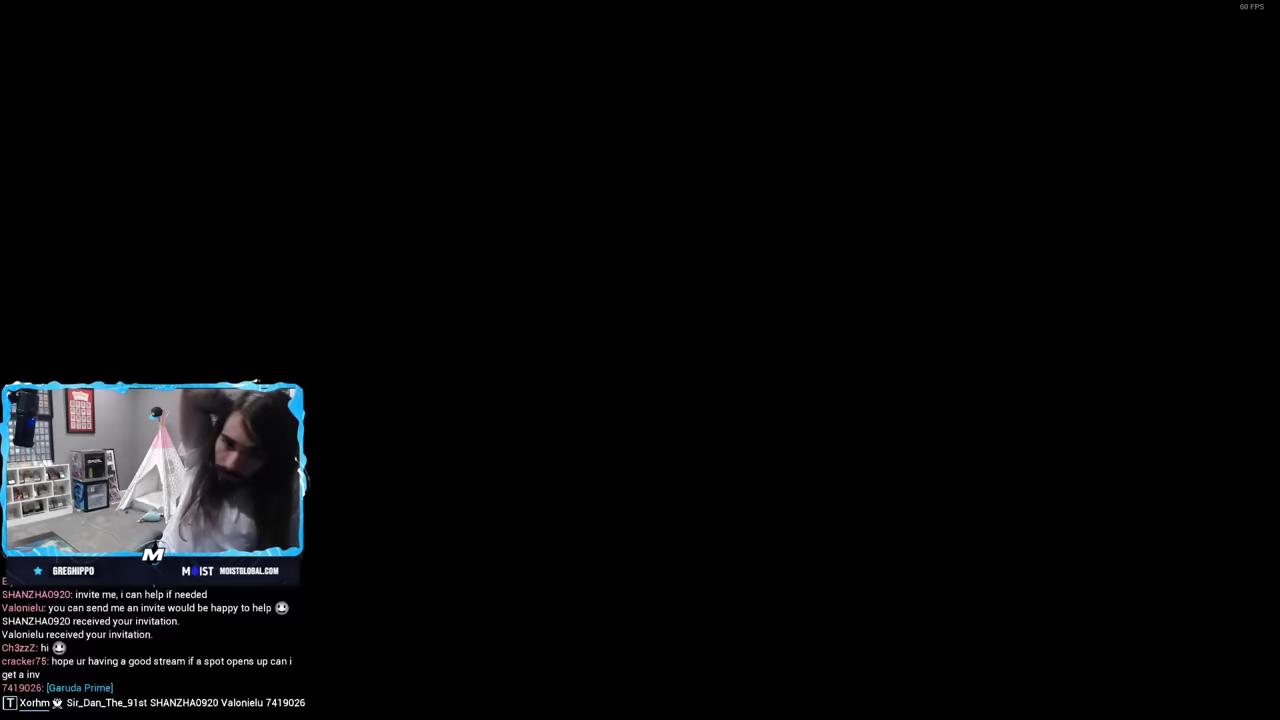 60 FPS
GREGHIPPO
MOIST
MOISTGLOBAL.COM
SHANZHA0920: invite me, i can help if needed
Valonielu: you can send me an invite would be happy to help
SHANZHA0920 received your invitation.
Valonielu received your invitation.
Ch3zzZ: hi
cracker75: hope ur having a good stream if a spot opens up can i
get a inv
7419026: [Garuda Prime]
T Xorhm Sir_Dan_The_91st SHANZHA0920 Valonielu 7419026